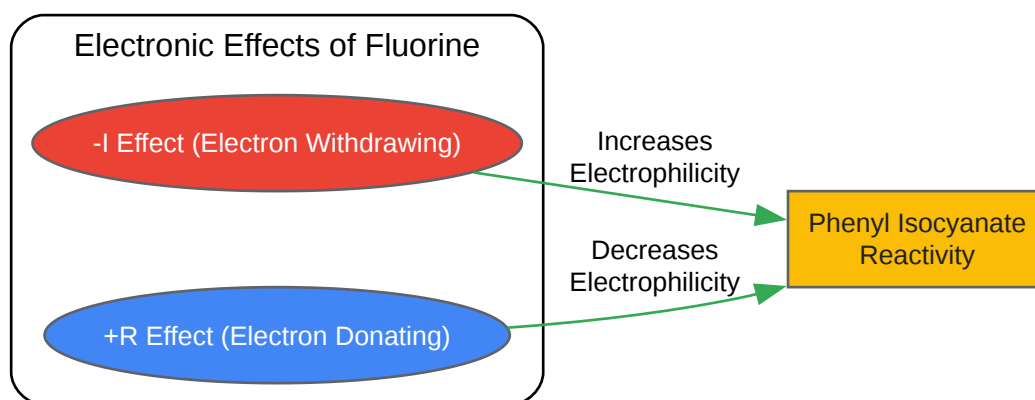 Electronic Effects of Fluorine
-I Effect (Electron Withdrawing)
Increases
Electrophilicity
Phenyl Isocyanate
Reactivity
Decreases
Electrophilicity
+R Effect (Electron Donating)